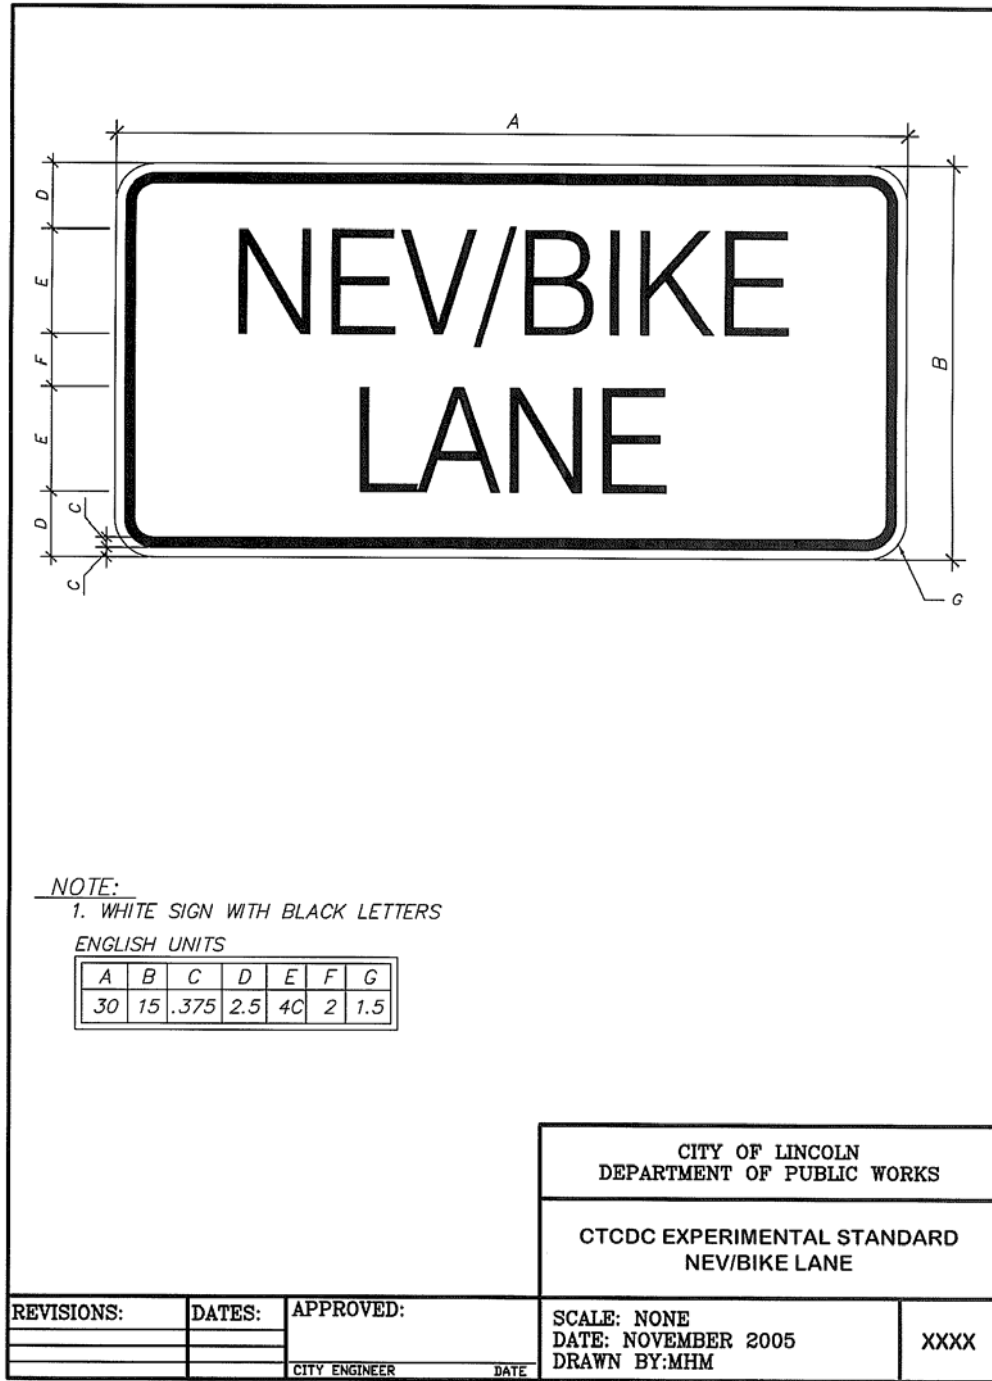 A
D
E
F
E
D
C
C
B
G
NEV/BIKE
LANE
NOTE:
1. WHITE SIGN WITH BLACK LETTERS
ENGLISH UNITS
A B C D E F G
30 15 .375 2.5 4C 2 1.5
CITY OF LINCOLN
DEPARTMENT OF PUBLIC WORKS
CTCDC EXPERIMENTAL STANDARD
NEV/BIKE LANE
REVISIONS: DATES: APPROVED:
CITY ENGINEER DATE
SCALE: NONE
DATE: NOVEMBER 2005
DRAWN BY:MHM
XXXX